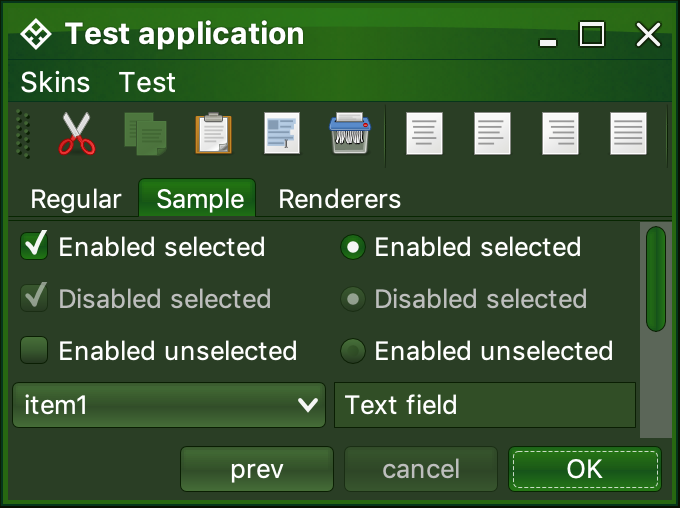 Test application
Skins Test
Regular Sample Renderers
Enabled selected Enabled selected
Disabled selected Disabled selected
Enabled unselected Enabled unselected
item1 Text field
prev cancel OK